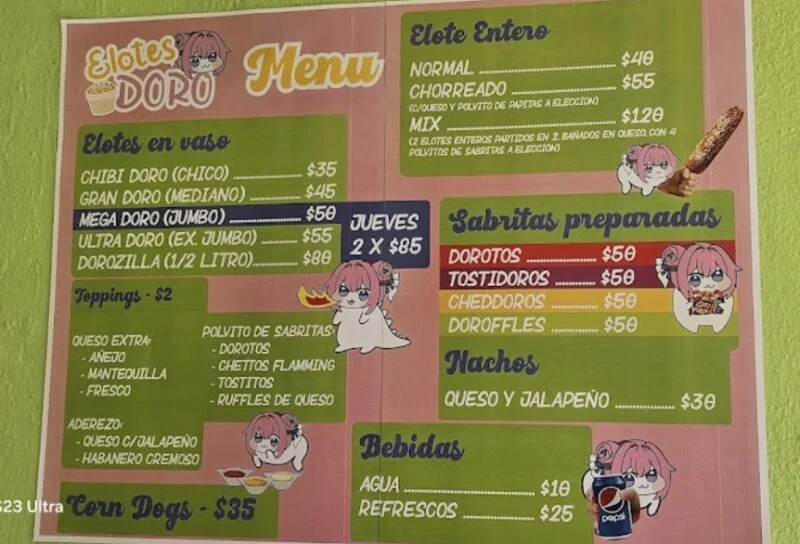 Elotes
DORO
Menu
Elotes en vaso
CHIBI DORO (CHICO) ........ $35
GRAN DORO (MEDIANO) ........ $45
MEGA DORO (JUMBO) ........ $50
ULTRA DORO (EX. JUMBO) ........ $55
DOROZILLA (1/2 LITRO) ........ $80
JUEVES
2 X $85
Toppings - $2
QUESO EXTRA:
- AÑEJO
- MANTEQUILLA
- FRESCO
ADEREZO:
- QUESO C/JALAPEÑO
- HABANERO CREMOSO
POLVITO DE SABRITAS:
- DOROTOS
- CHETTOS FLAMMING
- TOSTITOS
- RUFFLES DE QUESO
Corn Dogs - $35
Elote Entero
NORMAL ........ $40
CHORREADO ........ $55
(C/QUESO Y POLVITO DE PAPITAS A ELECCION)
MIX ........ $120
(2 ELOTES ENTEROS PARTIDOS EN 2, BAÑADOS EN QUESO, CON 4
POLVITOS DE SABRITAS A ELECCION)
Sabritas preparadas
DOROTOS ........ $50
TOSTIDOROS ........ $50
CHEDDOROS ........ $50
DOROFFLES ........ $50
Nachos
QUESO Y JALAPEÑO ........ $30
Bebidas
AGUA ........ $10
REFRESCOS ........ $25
pepsi
S23 Ultra